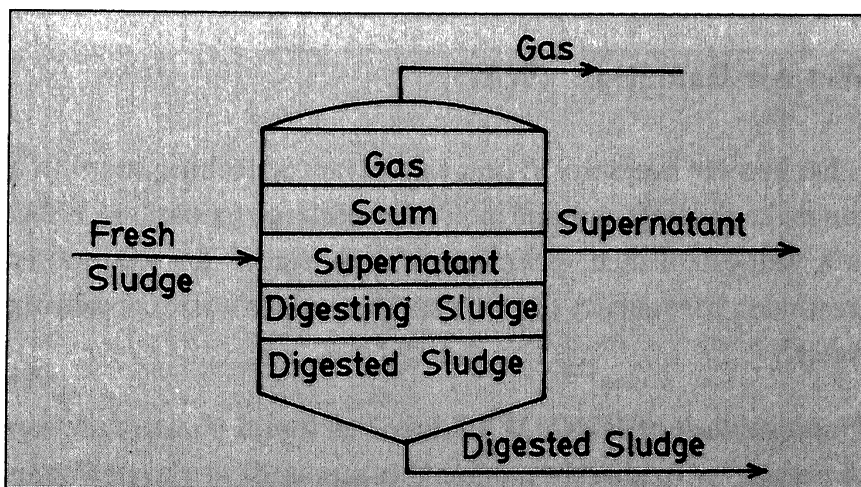 Gas
Gas
Scum
Fresh
Sludge
Supernatant
Supernatant
Digesting Sludge
Digested Sludge
Digested Sludge